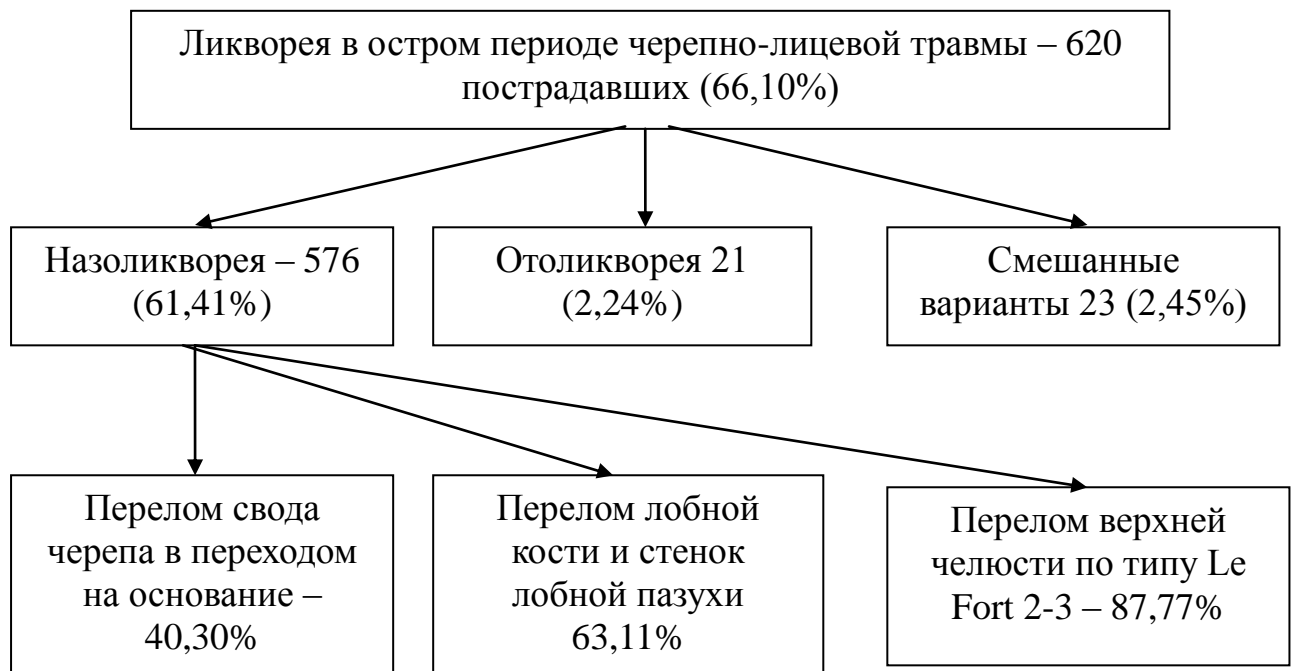 Ликворея в остром периоде черепно-лицевой травмы – 620
пострадавших (66,10%)
Назоликворея – 576
(61,41%)
Отоликворея 21
(2,24%)
Смешанные
варианты 23 (2,45%)
Перелом свода
черепа в переходом
на основание –
40,30%
Перелом лобной
кости и стенок
лобной пазухи
63,11%
Перелом верхней
челюсти по типу Le
Fort 2-3 – 87,77%